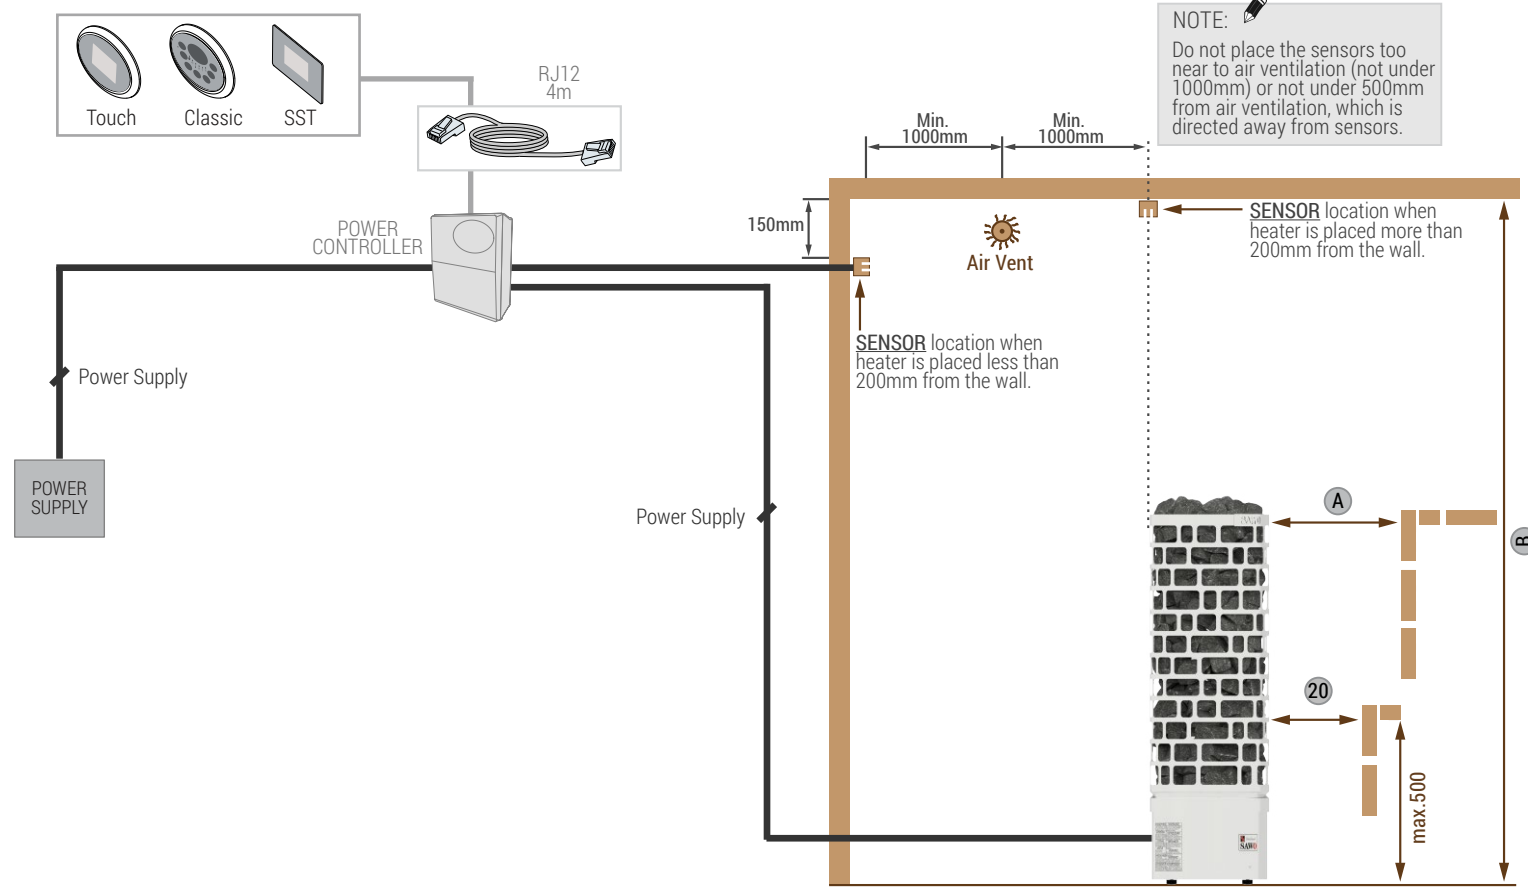 Touch
Classic
SST
RJ12
4m
NOTE:
Do not place the sensors too
near to air ventilation (not under
1000mm) or not under 500mm
from air ventilation, which is
directed away from sensors.
Min.
1000mm
Min.
1000mm
POWER
CONTROLLER
150mm
Air Vent
SENSOR location when
heater is placed more than
200mm from the wall.
SENSOR location when
heater is placed less than
200mm from the wall.
Power Supply
POWER
SUPPLY
Power Supply
A
B
20
max.500
SAWO